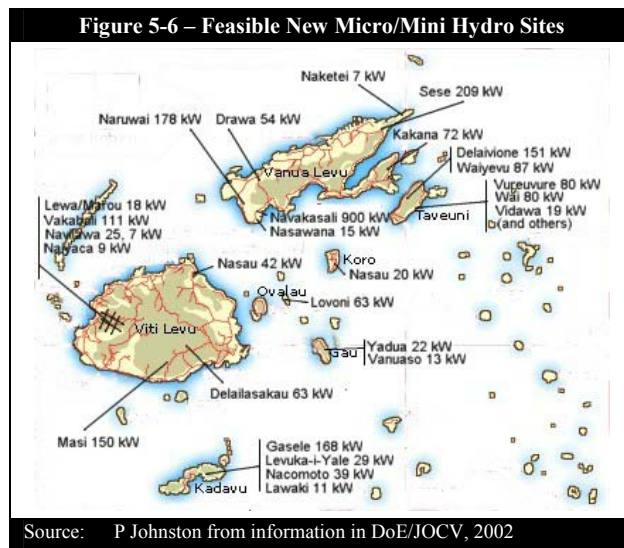 Figure 5-6 – Feasible New Micro/Mini Hydro Sites
Naketei 7 kW
Sese 209 kW
Naruwai 178 kW
Drawa 54 kW
Kakana 72 kW
Delaivione 151 kW
Waiyevu 87 kW
Vanua Levu
Vureuvure 80 kW
Wai 80 kW
Vidawa 19 kW
(and others)
Taveuni
Lewa/Marou 18 kW
Vakabali 111 kW
Navilawa 25, 7 kW
Naiyaca 9 kW
Navakasali 900 kW
Nasawana 15 kW
Koro
Nasau 42 kW
Nasau 20 kW
Ovalau
Lovoni 63 kW
Viti Levu
Gau
Yadua 22 kW
Vanuaso 13 kW
Delailasakau 63 kW
Masi 150 kW
Gasele 168 kW
Levuka-i-Yale 29 kW
Nacomoto 39 kW
Lawaki 11 kW
Kadavu
Source: P Johnston from information in DoE/JOCV, 2002